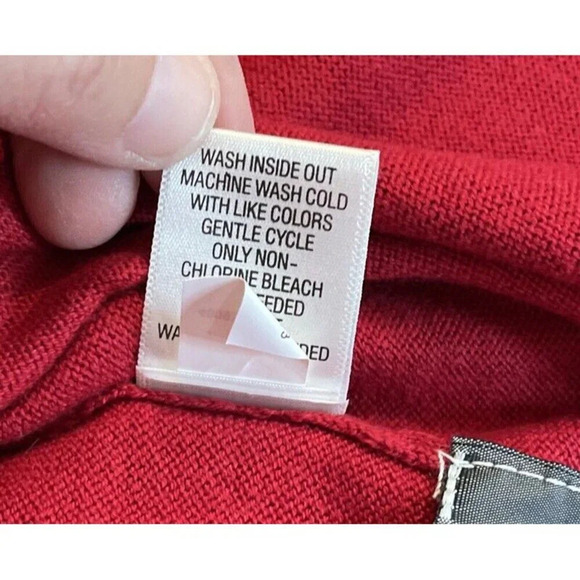 WASH INSIDE OUT
MACHINE WASH COLD
WITH LIKE COLORS
GENTLE CYCLE
ONLY NON-
CHLORINE BLEACH